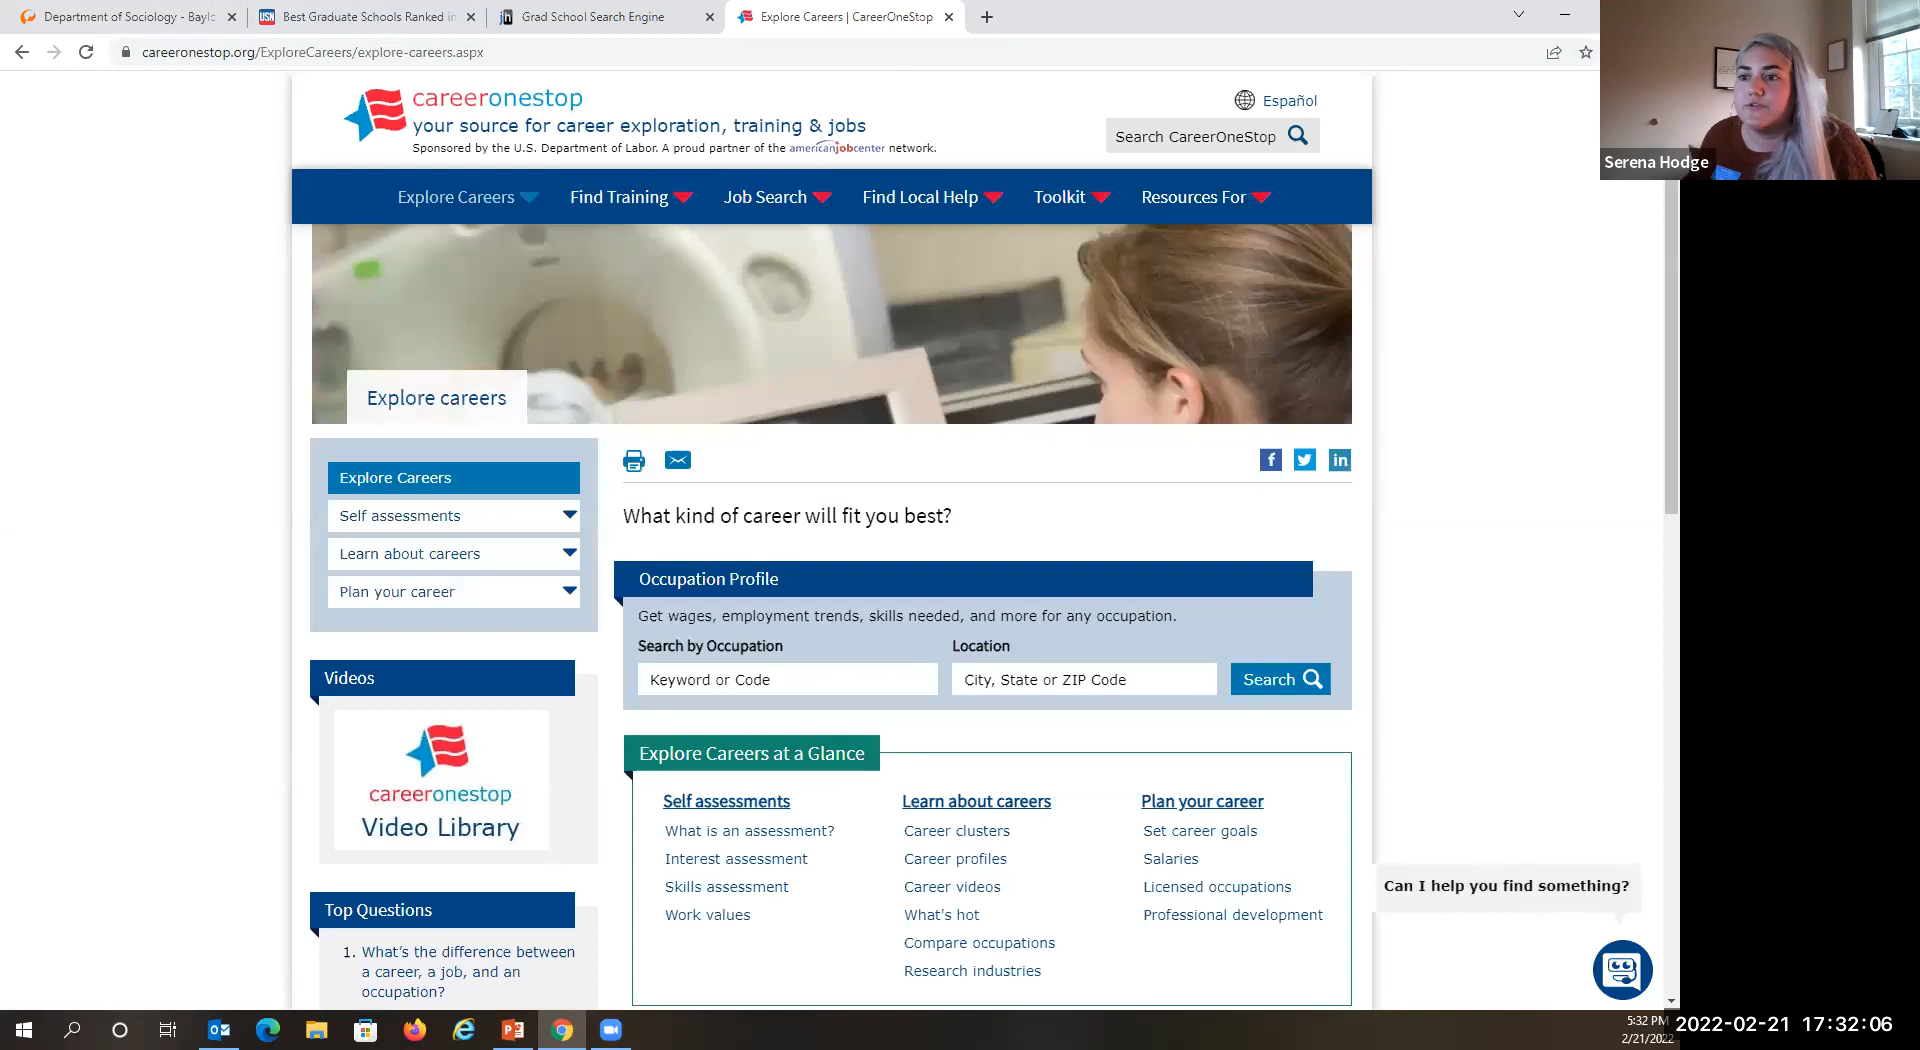 Department of Sociology - Baylo
Best Graduate Schools Ranked in
Grad School Search Engine
Explore Careers | CareerOneStop
careeronestop.org/ExploreCareers/explore-careers.aspx
careeronestop
your source for career exploration, training & jobs
Sponsored by the U.S. Department of Labor. A proud partner of the americanjobcenter network.
Español
Search CareerOneStop
Serena Hodge
Explore Careers
Find Training
Job Search
Find Local Help
Toolkit
Resources For
Explore careers
Explore Careers
Self assessments
Learn about careers
Plan your career
Videos
careeronestop
Video Library
Top Questions
1. What's the difference between
a career, a job, and an
occupation?
What kind of career will fit you best?
Occupation Profile
Get wages, employment trends, skills needed, and more for any occupation.
Search by Occupation
Location
Keyword or Code
City, State or ZIP Code
Search
Explore Careers at a Glance
Self assessments
What is an assessment?
Interest assessment
Skills assessment
Work values
Learn about careers
Career clusters
Career profiles
Career videos
What's hot
Compare occupations
Research industries
Plan your career
Set career goals
Salaries
Licensed occupations
Professional development
Can I help you find something?
5:32 PM
2/21/2022
2022-02-21 17:32:06